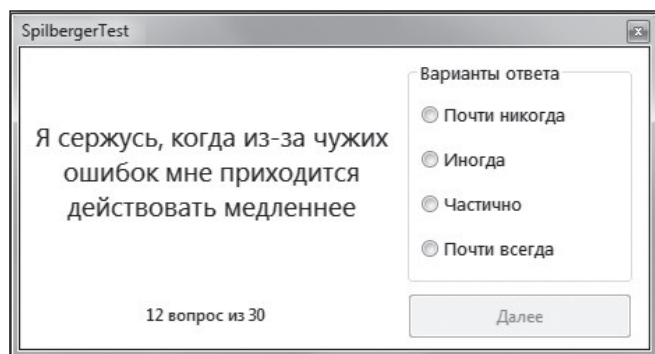 SpilbergerTest
Я сержусь, когда из-за чужих
ошибок мне приходится
действовать медленнее
12 вопрос из 30
Варианты ответа
Почти никогда
Иногда
Частично
Почти всегда
Далее